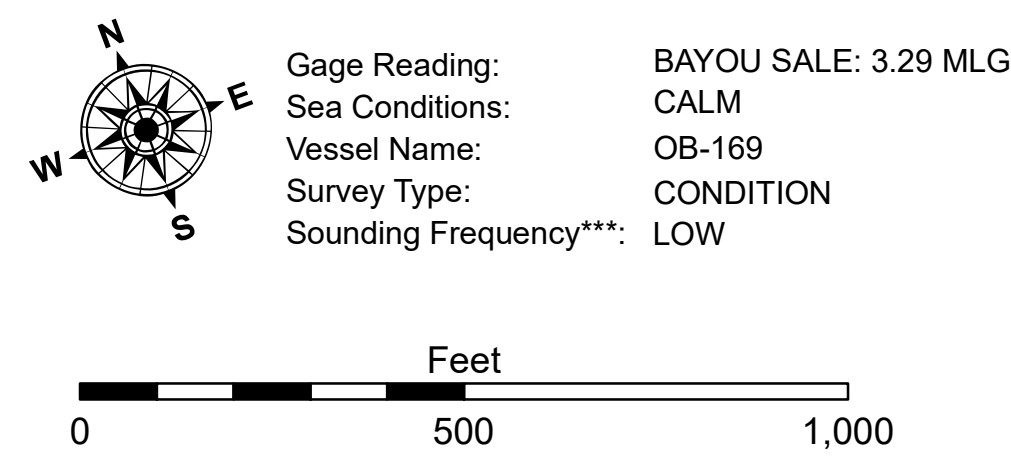 N
E
W
S
Gage Reading: BAYOU SALE: 3.29 MLG
Sea Conditions: CALM
Vessel Name: OB-169
Survey Type: CONDITION
Sounding Frequency***: LOW
Feet
0 500 1,000